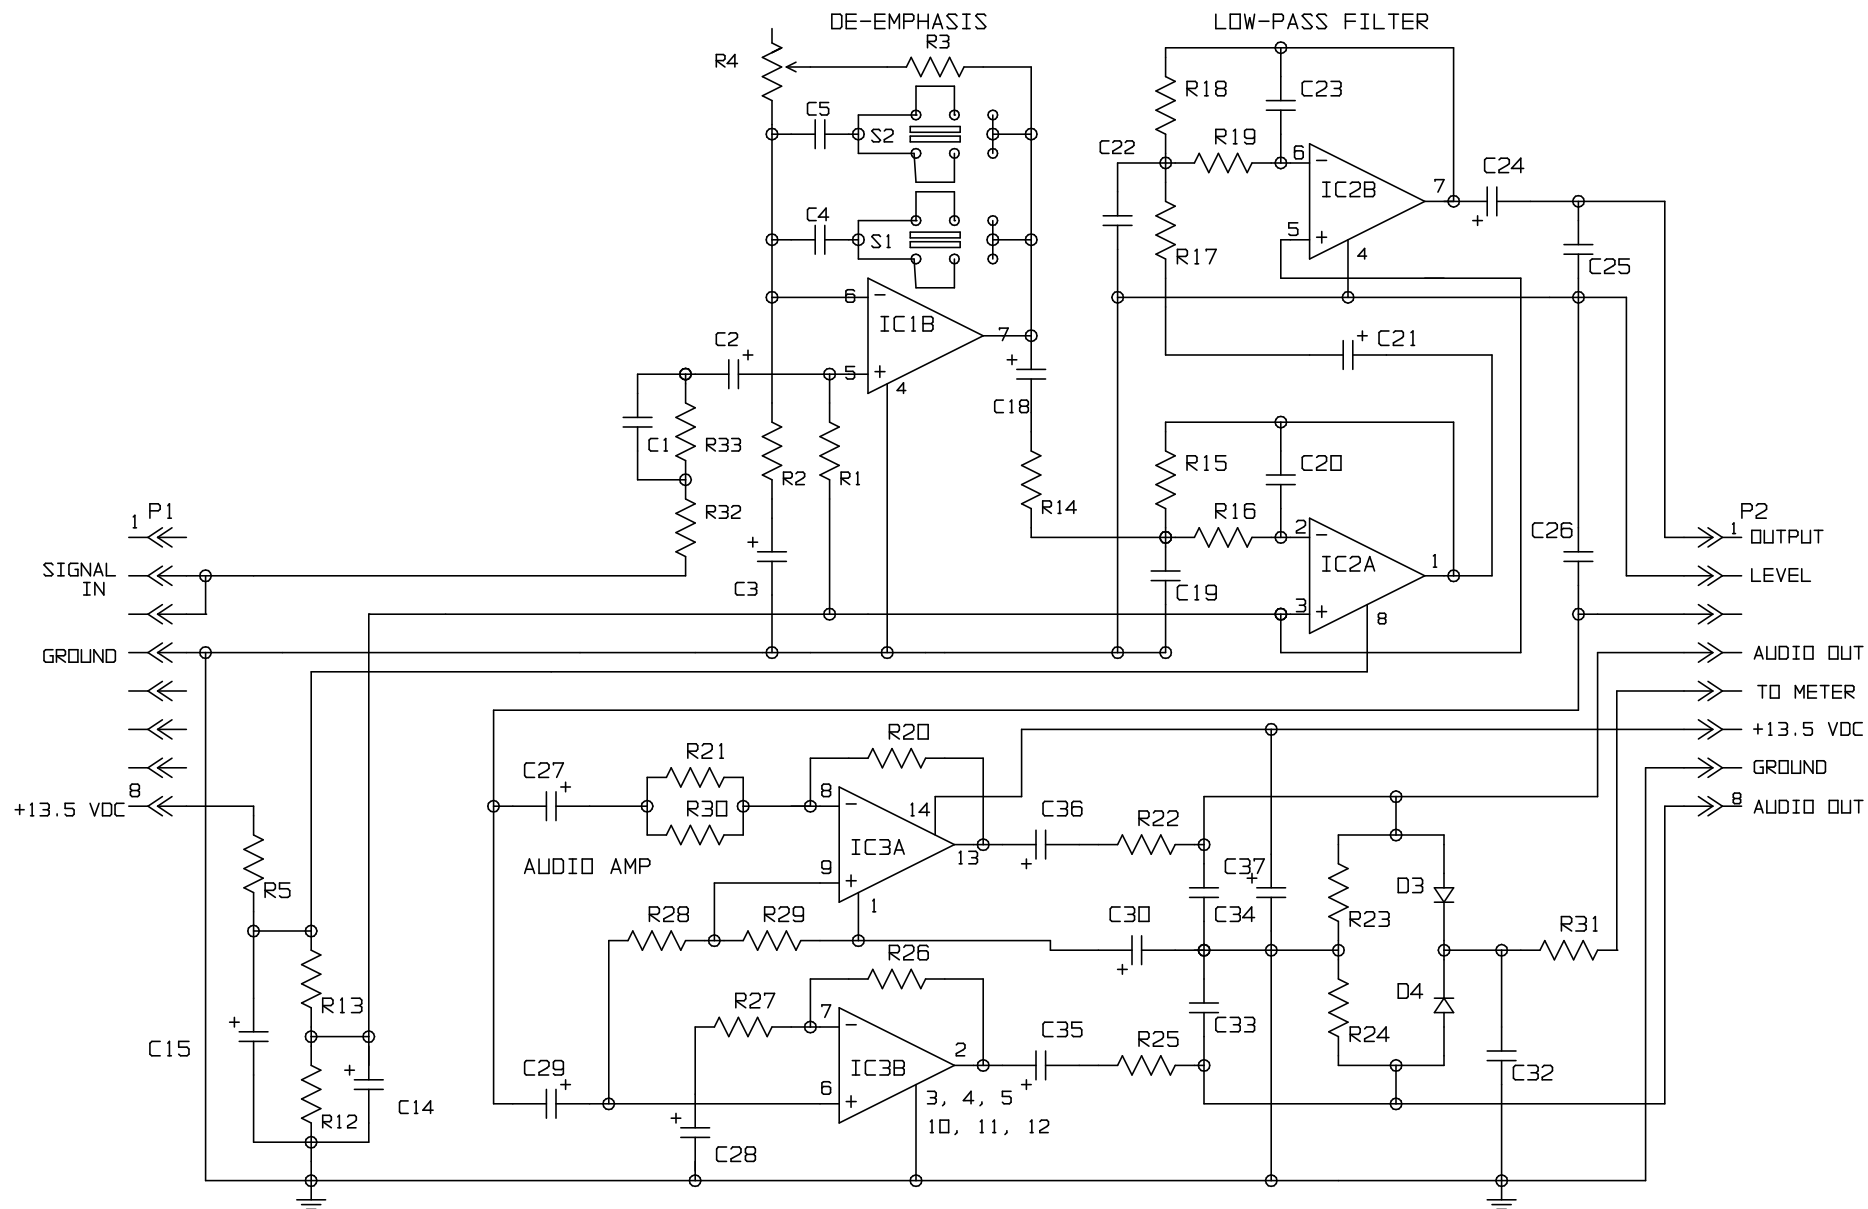 DE-EMPHASIS
LOW-PASS FILTER
R4
R3
R18
C23
C5
S2
R19
C22
6
−
IC2B
7
C24
+
C4
S1
R17
5
+
4
C25
6
−
IC1B
7
C2
+
5
+
4
+
C18
+
C21
C1
R33
R2
R1
R15
C20
R14
R16
2
−
IC2A
1
C26
3
+
8
C19
R32
+
C3
P1
1
SIGNAL
IN
GROUND
8
+13.5 VDC
P2
1
OUTPUT
LEVEL
AUDIO OUT
TO METER
+13.5 VDC
GROUND
8
AUDIO OUT
R20
R21
C27
+
R30
8
−
14
IC3A
13
9
+
1
C36
+
R22
AUDIO AMP
R5
C37
+
C34
D3
R23
R28
R29
C30
+
R31
R26
R27
7
−
IC3B
2
6
+
C35
+
R25
C33
D4
R24
C32
R13
+
C15
+
C14
R12
C29
+
+
C28
3, 4, 5
10, 11, 12